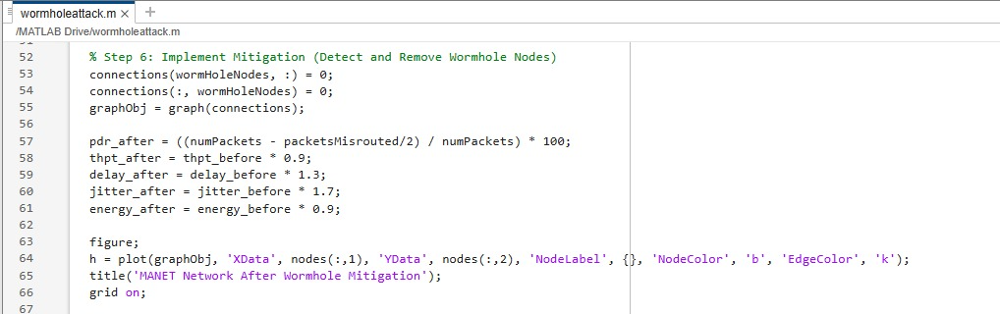 wormholeattack.m × +
/MATLAB Drive/wormholeattack.m
51
52 % Step 6: Implement Mitigation (Detect and Remove Wormhole Nodes)
53 connections(wormHoleNodes, :) = 0;
54 connections(:, wormHoleNodes) = 0;
55 graphObj = graph(connections);
56
57 pdr_after = ((numPackets - packetsMisrouted/2) / numPackets) * 100;
58 thpt_after = thpt_before * 0.9;
59 delay_after = delay_before * 1.3;
60 jitter_after = jitter_before * 1.7;
61 energy_after = energy_before * 0.9;
62
63 figure;
64 h = plot(graphObj, 'XData', nodes(:,1), 'YData', nodes(:,2), 'NodeLabel', {}, 'NodeColor', 'b', 'EdgeColor', 'k');
65 title('MANET Network After Wormhole Mitigation');
66 grid on;
67